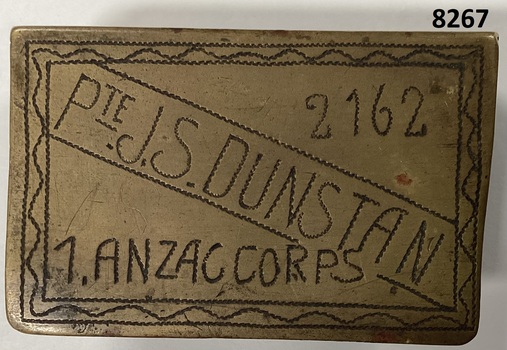 8267
2162
PTE. J.S. DUNSTAN
1. ANZAC CORPS